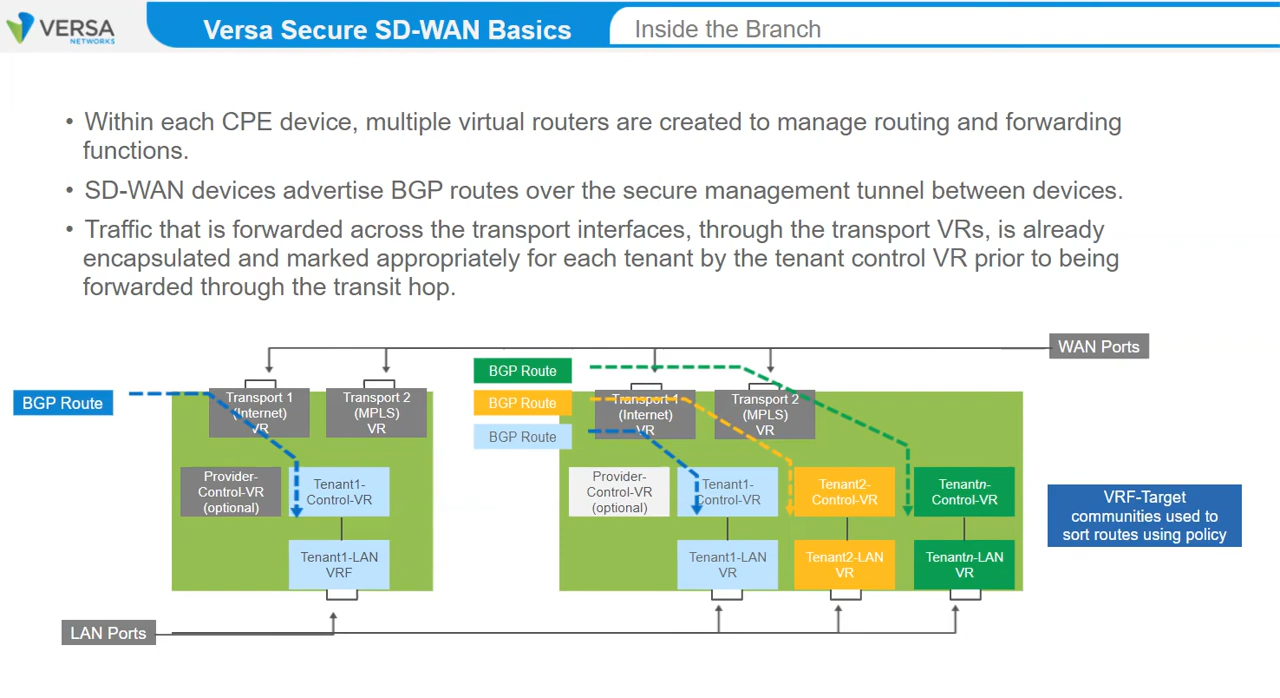 VERSA
NETWORKS
Versa Secure SD-WAN Basics
Inside the Branch
• Within each CPE device, multiple virtual routers are created to manage routing and forwarding
functions.
• SD-WAN devices advertise BGP routes over the secure management tunnel between devices.
• Traffic that is forwarded across the transport interfaces, through the transport VRs, is already
encapsulated and marked appropriately for each tenant by the tenant control VR prior to being
forwarded through the transit hop.
WAN Ports
BGP Route
Transport 1
(Internet)
VR
Transport 2
(MPLS)
VR
Provider-
Control-VR
(optional)
Tenant1-
Control-VR
Tenant1-LAN
VRF
BGP Route
BGP Route
BGP Route
Transport 1
(Internet)
VR
Transport 2
(MPLS)
VR
Provider-
Control-VR
(optional)
Tenant1-
Control-VR
Tenant2-
Control-VR
Tenantn-
Control-VR
Tenant1-LAN
VR
Tenant2-LAN
VR
Tenantn-LAN
VR
VRF-Target
communities used to
sort routes using policy
LAN Ports